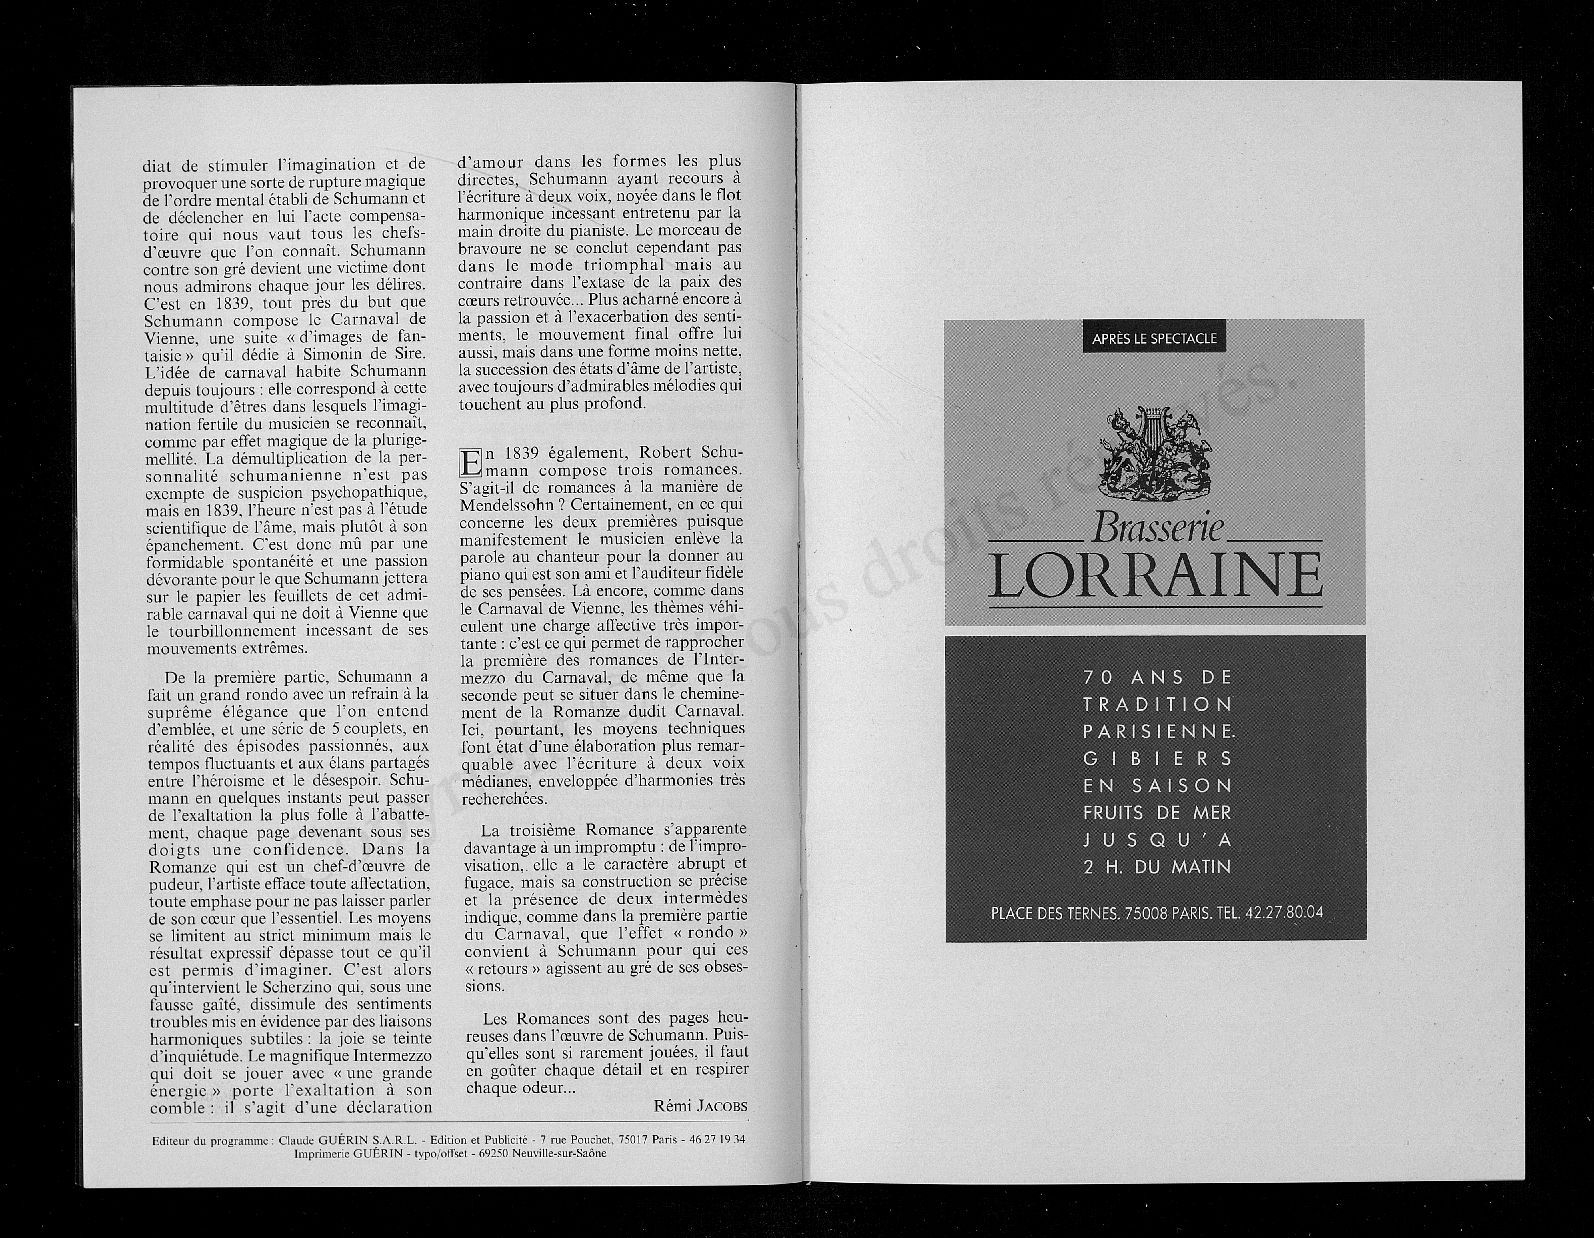 diat de stimuler l'imagination et de
provoquer une sorte de rupture magique
de l'ordre mental établi de Schumann et
de déclencher en lui l'acte compensa-
toire qui nous vaut tous les chefs-
d'œuvre que l'on connaît. Schumann
contre son gré devient une victime dont
nous admirons chaque jour les délires.
C'est en 1839, tout près du but que
Schumann compose le Carnaval de
Vienne, une suite « d'images de fan-
taisie » qu'il dédie à Simonin de Sire.
L'idée de carnaval habite Schumann
depuis toujours : elle correspond à cette
multitude d'êtres dans lesquels l'imagi-
nation fertile du musicien se reconnaît,
comme par effet magique de la plurige-
mellité. La démultiplication de la per-
sonnalité schumanienne n'est pas
exempte de suspicion psychopathique,
mais en 1839, l'heure n'est pas à l'étude
scientifique de l'âme, mais plutôt à son
épanchement. C'est donc mû par une
formidable spontanéité et une passion
dévorante pour le que Schumann jettera
sur le papier les feuillets de cet admi-
rable carnaval qui ne doit à Vienne que
le tourbillonnement incessant de ses
mouvements extrêmes.
De la première partie, Schumann a
fait un grand rondo avec un refrain à la
suprême élégance que l'on entend
d'emblée, et une série de 5 couplets, en
réalité des épisodes passionnés, aux
tempos fluctuants et aux élans partagés
entre l'héroïsme et le désespoir. Schu-
mann en quelques instants peut passer
de l'exaltation la plus folle à l'abatte-
ment, chaque page devenant sous ses
doigts une confidence. Dans la
Romanze qui est un chef-d'œuvre de
pudeur, l'artiste efface toute affectation,
toute emphase pour ne pas laisser parler
de son cœur que l'essentiel. Les moyens
se limitent au strict minimum mais le
résultat expressif dépasse tout ce qu'il
est permis d'imaginer. C'est alors
qu'intervient le Scherzino qui, sous une
fausse gaîté, dissimule des sentiments
troubles mis en évidence par des liaisons
harmoniques subtiles : la joie se teinte
d'inquiétude. Le magnifique Intermezzo
qui doit se jouer avec « une grande
énergie » porte l'exaltation à son
comble : il s'agit d'une déclaration
d'amour dans les formes les plus
directes, Schumann ayant recours à
l'écriture à deux voix, noyée dans le flot
harmonique incessant entretenu par la
main droite du pianiste. Le morceau de
bravoure ne se conclut cependant pas
dans le mode triomphal mais au
contraire dans l'extase de la paix des
cœurs retrouvée... Plus acharné encore à
la passion et à l'exacerbation des senti-
ments, le mouvement final offre lui
aussi, mais dans une forme moins nette,
la succession des états d'âme de l'artiste,
avec toujours d'admirables mélodies qui
touchent au plus profond.
En 1839 également, Robert Schu-
mann compose trois romances.
S'agit-il de romances à la manière de
Mendelssohn ? Certainement, en ce qui
concerne les deux premières puisque
manifestement le musicien enlève la
parole au chanteur pour la donner au
piano qui est son ami et l'auditeur fidèle
de ses pensées. Là encore, comme dans
le Carnaval de Vienne, les thèmes véhi-
culent une charge affective très impor-
tante : c'est ce qui permet de rapprocher
la première des romances de l'Inter-
mezzo du Carnaval, de même que la
seconde peut se situer dans le chemine-
ment de la Romanze dudit Carnaval.
Ici, pourtant, les moyens techniques
font état d'une élaboration plus remar-
quable avec l'écriture à deux voix
médianes, enveloppée d'harmonies très
recherchées.
La troisième Romance s'apparente
davantage à un impromptu : de l'impro-
visation, elle a le caractère abrupt et
fugace, mais sa construction se précise
et la présence de deux intermèdes
indique, comme dans la première partie
du Carnaval, que l'effet « rondo »
convient à Schumann pour qui ces
« retours » agissent au gré de ses obses-
sions.
Les Romances sont des pages heu-
reuses dans l'œuvre de Schumann. Puis-
qu'elles sont si rarement jouées, il faut
en goûter chaque détail et en respirer
chaque odeur...
Rémi JACOBS
Editeur du programme : Claude GUÉRIN S.A.R.L. - Edition et Publicité - 7 rue Pouchet, 75017 Paris - 46 27 19 34
Imprimerie GUÉRIN - typo/offset - 69250 Neuville-sur-Saône
APRÈS LE SPECTACLE
Brasserie
LORRAINE
70 ANS DE
TRADITION
PARISIENNE.
GIBIERS
EN SAISON
FRUITS DE MER
JUSQU'A
2 H. DU MATIN
PLACE DES TERNES. 75008 PARIS. TEL. 42.27.80.04
droits